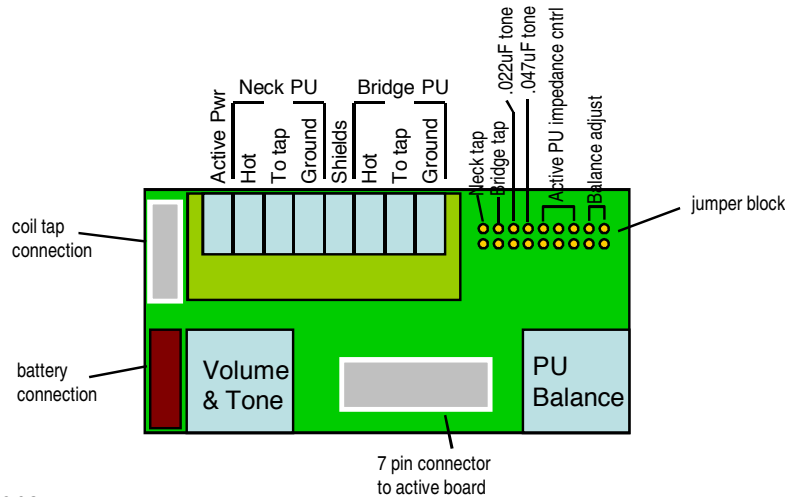 Neck PU
Bridge PU
Active Pwr
Hot
To tap
Ground
Shields
Hot
To tap
Ground
Neck tap
Bridge tap
.022uF tone
.047uF tone
Active PU impedance cntrl
Balance adjust
jumper block
coil tap
connection
battery
connection
Volume
& Tone
PU
Balance
7 pin connector
to active board